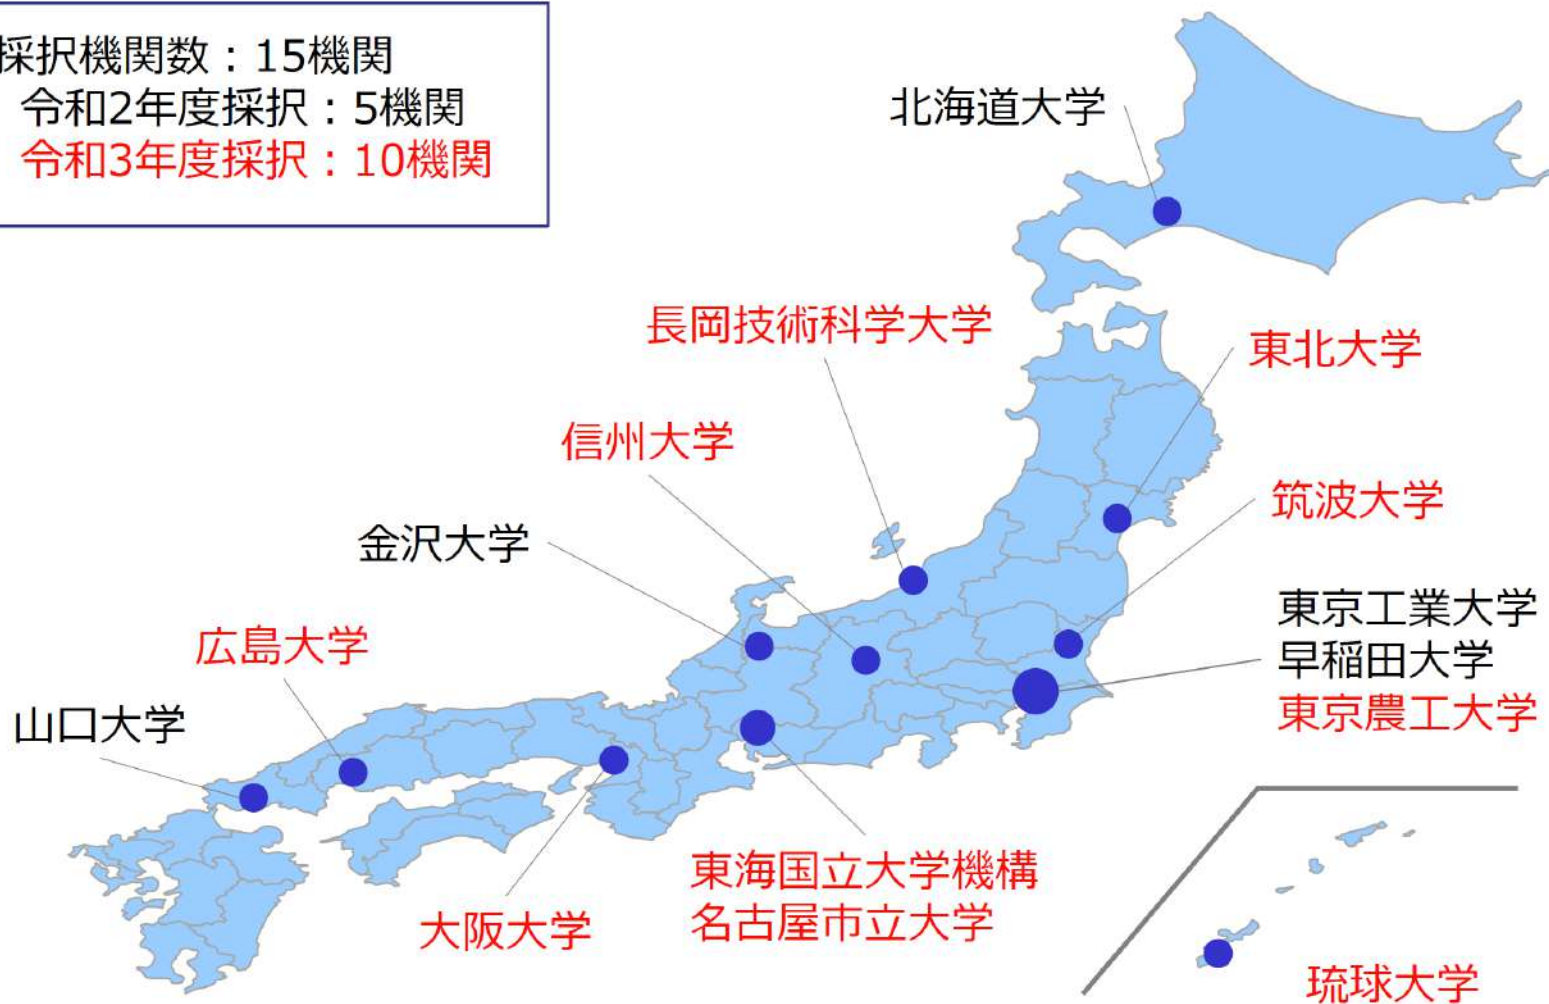 採択機関数：15機関
令和2年度採択：5機関
令和3年度採択：10機関
北海道大学
長岡技術科学大学
東北大学
信州大学
筑波大学
金沢大学
東京工業大学
早稲田大学
東京農工大学
広島大学
山口大学
東海国立大学機構
名古屋市立大学
大阪大学
琉球大学